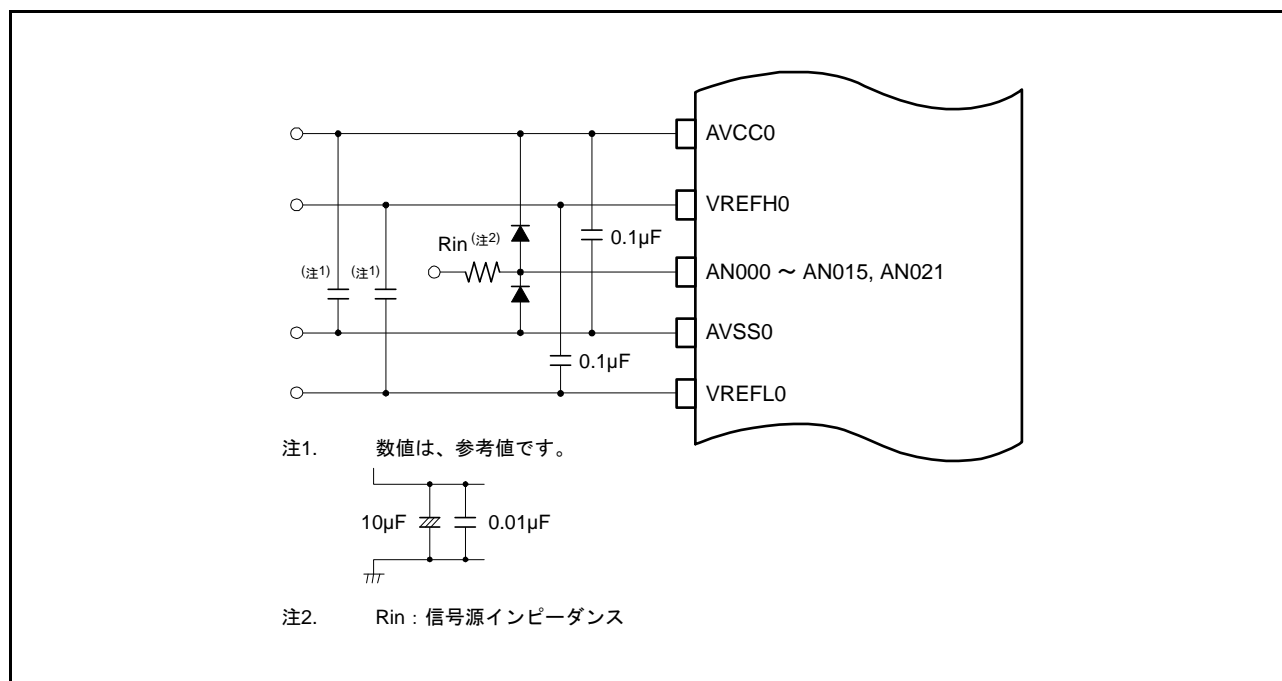 AVCC0
VREFH0
0.1µF
Rin (注2)
(注1) (注1)
AN000 ～ AN015, AN021
AVSS0
0.1µF
VREFL0
注1. 数値は、参考値です。
10µF 0.01µF
注2. Rin：信号源インピーダンス